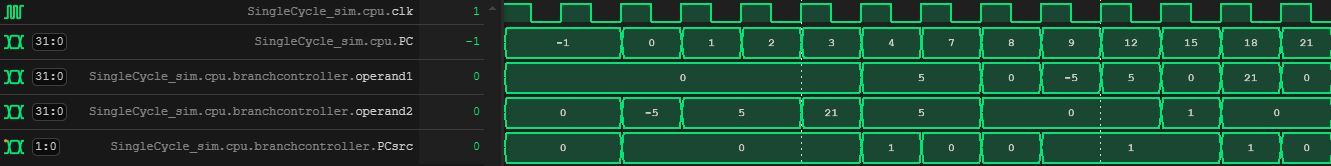 SingleCycle_sim.cpu.clk 1
31:0 SingleCycle_sim.cpu.PC -1 -1 0 1 2 3 4 7 8 9 12 15 18 21
31:0 SingleCycle_sim.cpu.branchcontroller.operand1 0 0 5 0 -5 5 0 21 0
31:0 SingleCycle_sim.cpu.branchcontroller.operand2 0 0 -5 5 21 5 0 1 0
1:0 SingleCycle_sim.cpu.branchcontroller.PCsrc 0 0 0 1 0 0 1 1 0